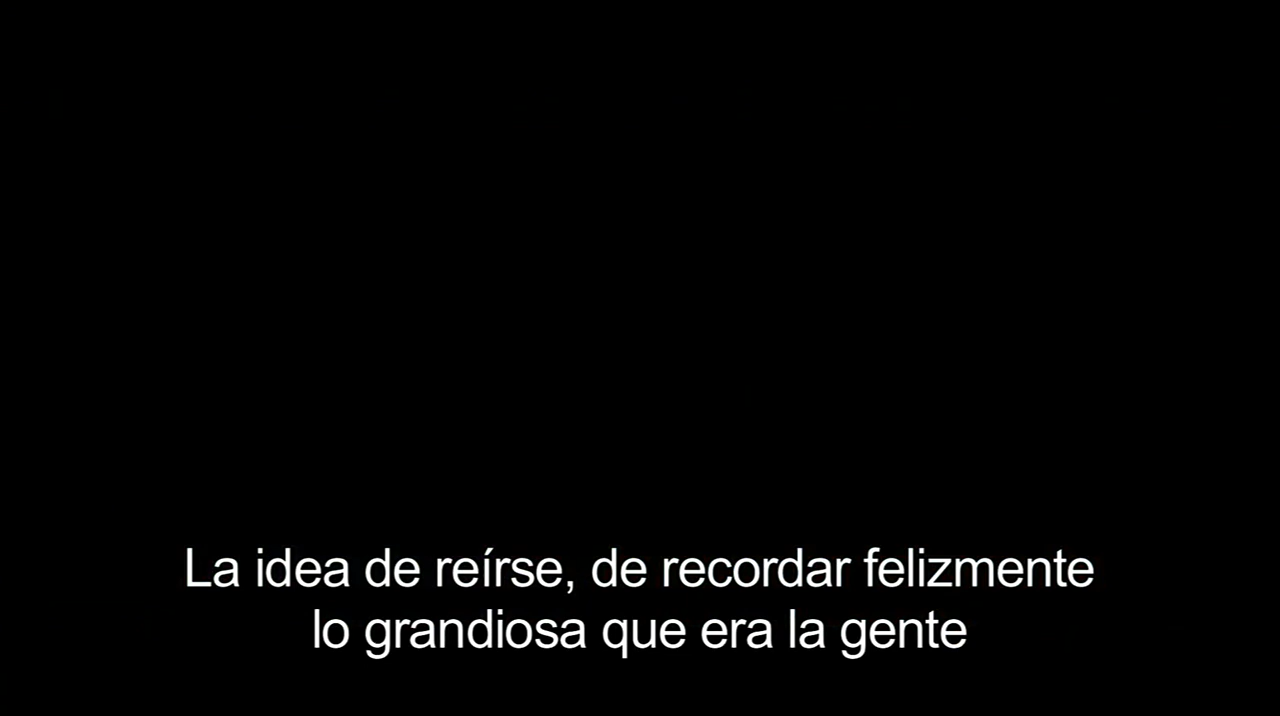 La idea de reírse, de recordar felizmente
lo grandiosa que era la gente